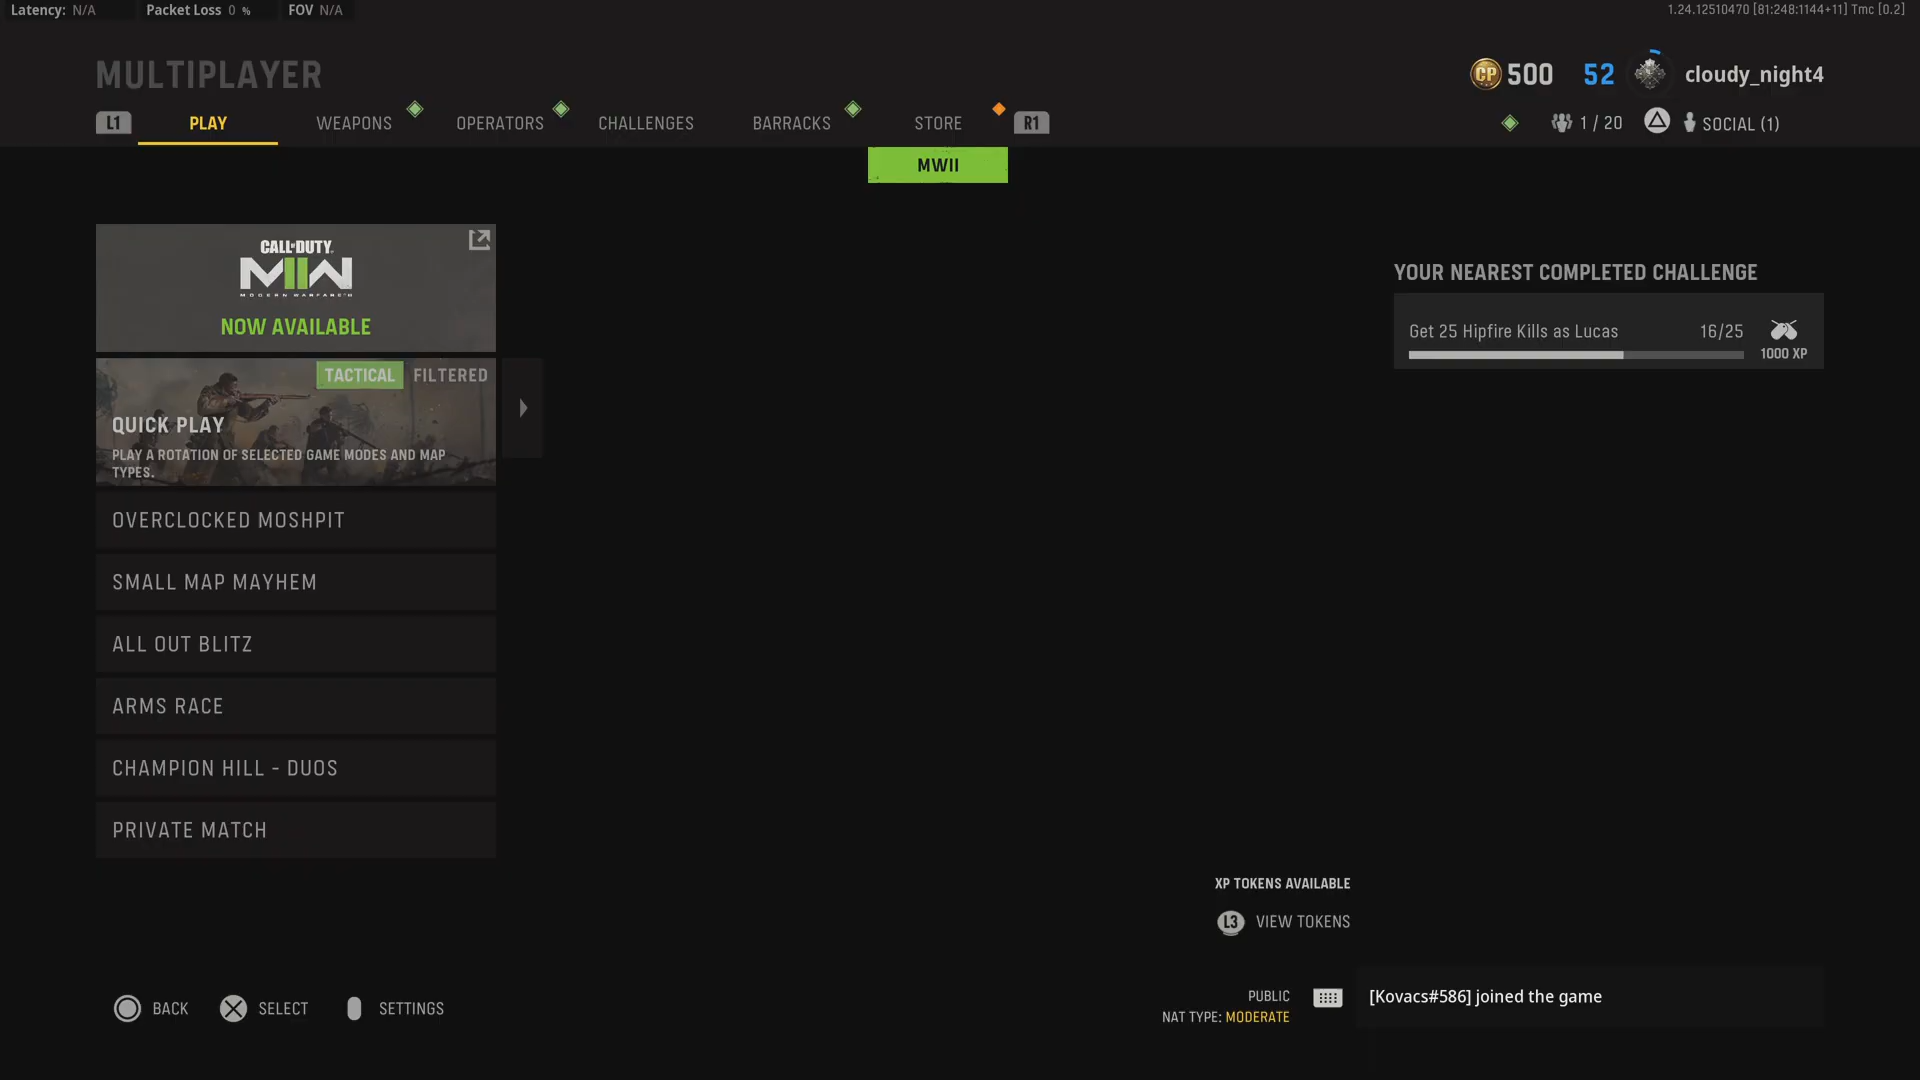 Latency: N/A Packet Loss 0 % FOV N/A
1.24.12510470 [81:248:1144+11] Tmc [0.2]
MULTIPLAYER
CP 500 52 cloudy_night4
L1 PLAY WEAPONS OPERATORS CHALLENGES BARRACKS STORE R1
1 / 20 SOCIAL (1)
MWII
CALL OF DUTY
MWII
MODERN WARFARE II
NOW AVAILABLE
YOUR NEAREST COMPLETED CHALLENGE
Get 25 Hipfire Kills as Lucas 16/25
1000 XP
TACTICAL FILTERED
QUICK PLAY
PLAY A ROTATION OF SELECTED GAME MODES AND MAP
TYPES.
OVERCLOCKED MOSHPIT
SMALL MAP MAYHEM
ALL OUT BLITZ
ARMS RACE
CHAMPION HILL - DUOS
PRIVATE MATCH
XP TOKENS AVAILABLE
L3 VIEW TOKENS
BACK SELECT SETTINGS
PUBLIC
NAT TYPE: MODERATE
[Kovacs#586] joined the game